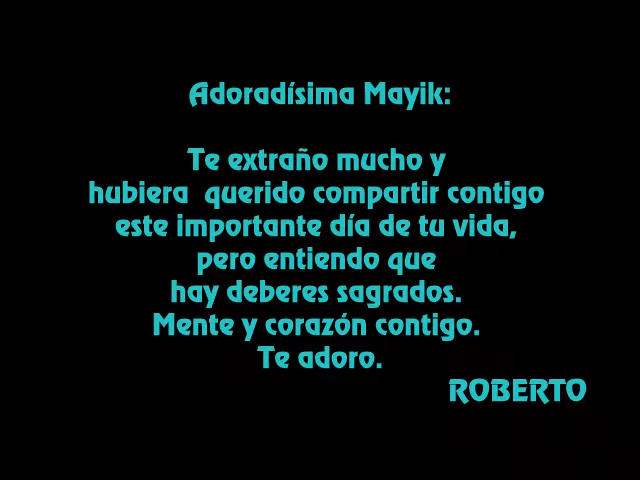 Adoradísima Mayik:
Te extraño mucho y
hubiera querido compartir contigo
este importante día de tu vida,
pero entiendo que
hay deberes sagrados.
Mente y corazón contigo.
Te adoro.
ROBERTO